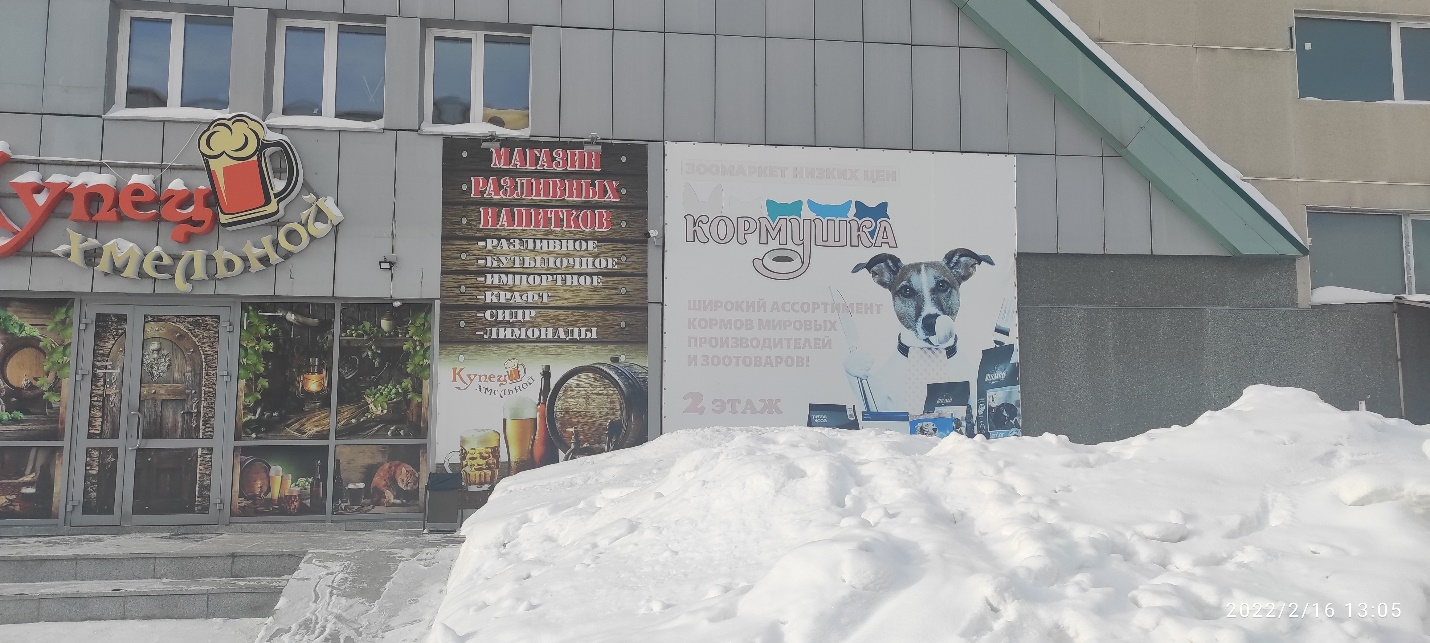 Купец
хмельной
МАГАЗИН
РАЗЛИВНЫХ
НАПИТКОВ
-РАЗЛИВНОЕ
-БУТЫЛОЧНОЕ
-ИМПОРТНОЕ
-КРАФТ
-СИДР
-ЛИМОНАДЫ
Купец
хмельной
ЗООМАРКЕТ НИЗКИХ ЦЕН
КОРМУШКА
ШИРОКИЙ АССОРТИМЕНТ
КОРМОВ МИРОВЫХ
ПРОИЗВОДИТЕЛЕЙ
И ЗООТОВАРОВ!
2 ЭТАЖ
2022/2/16 13:05